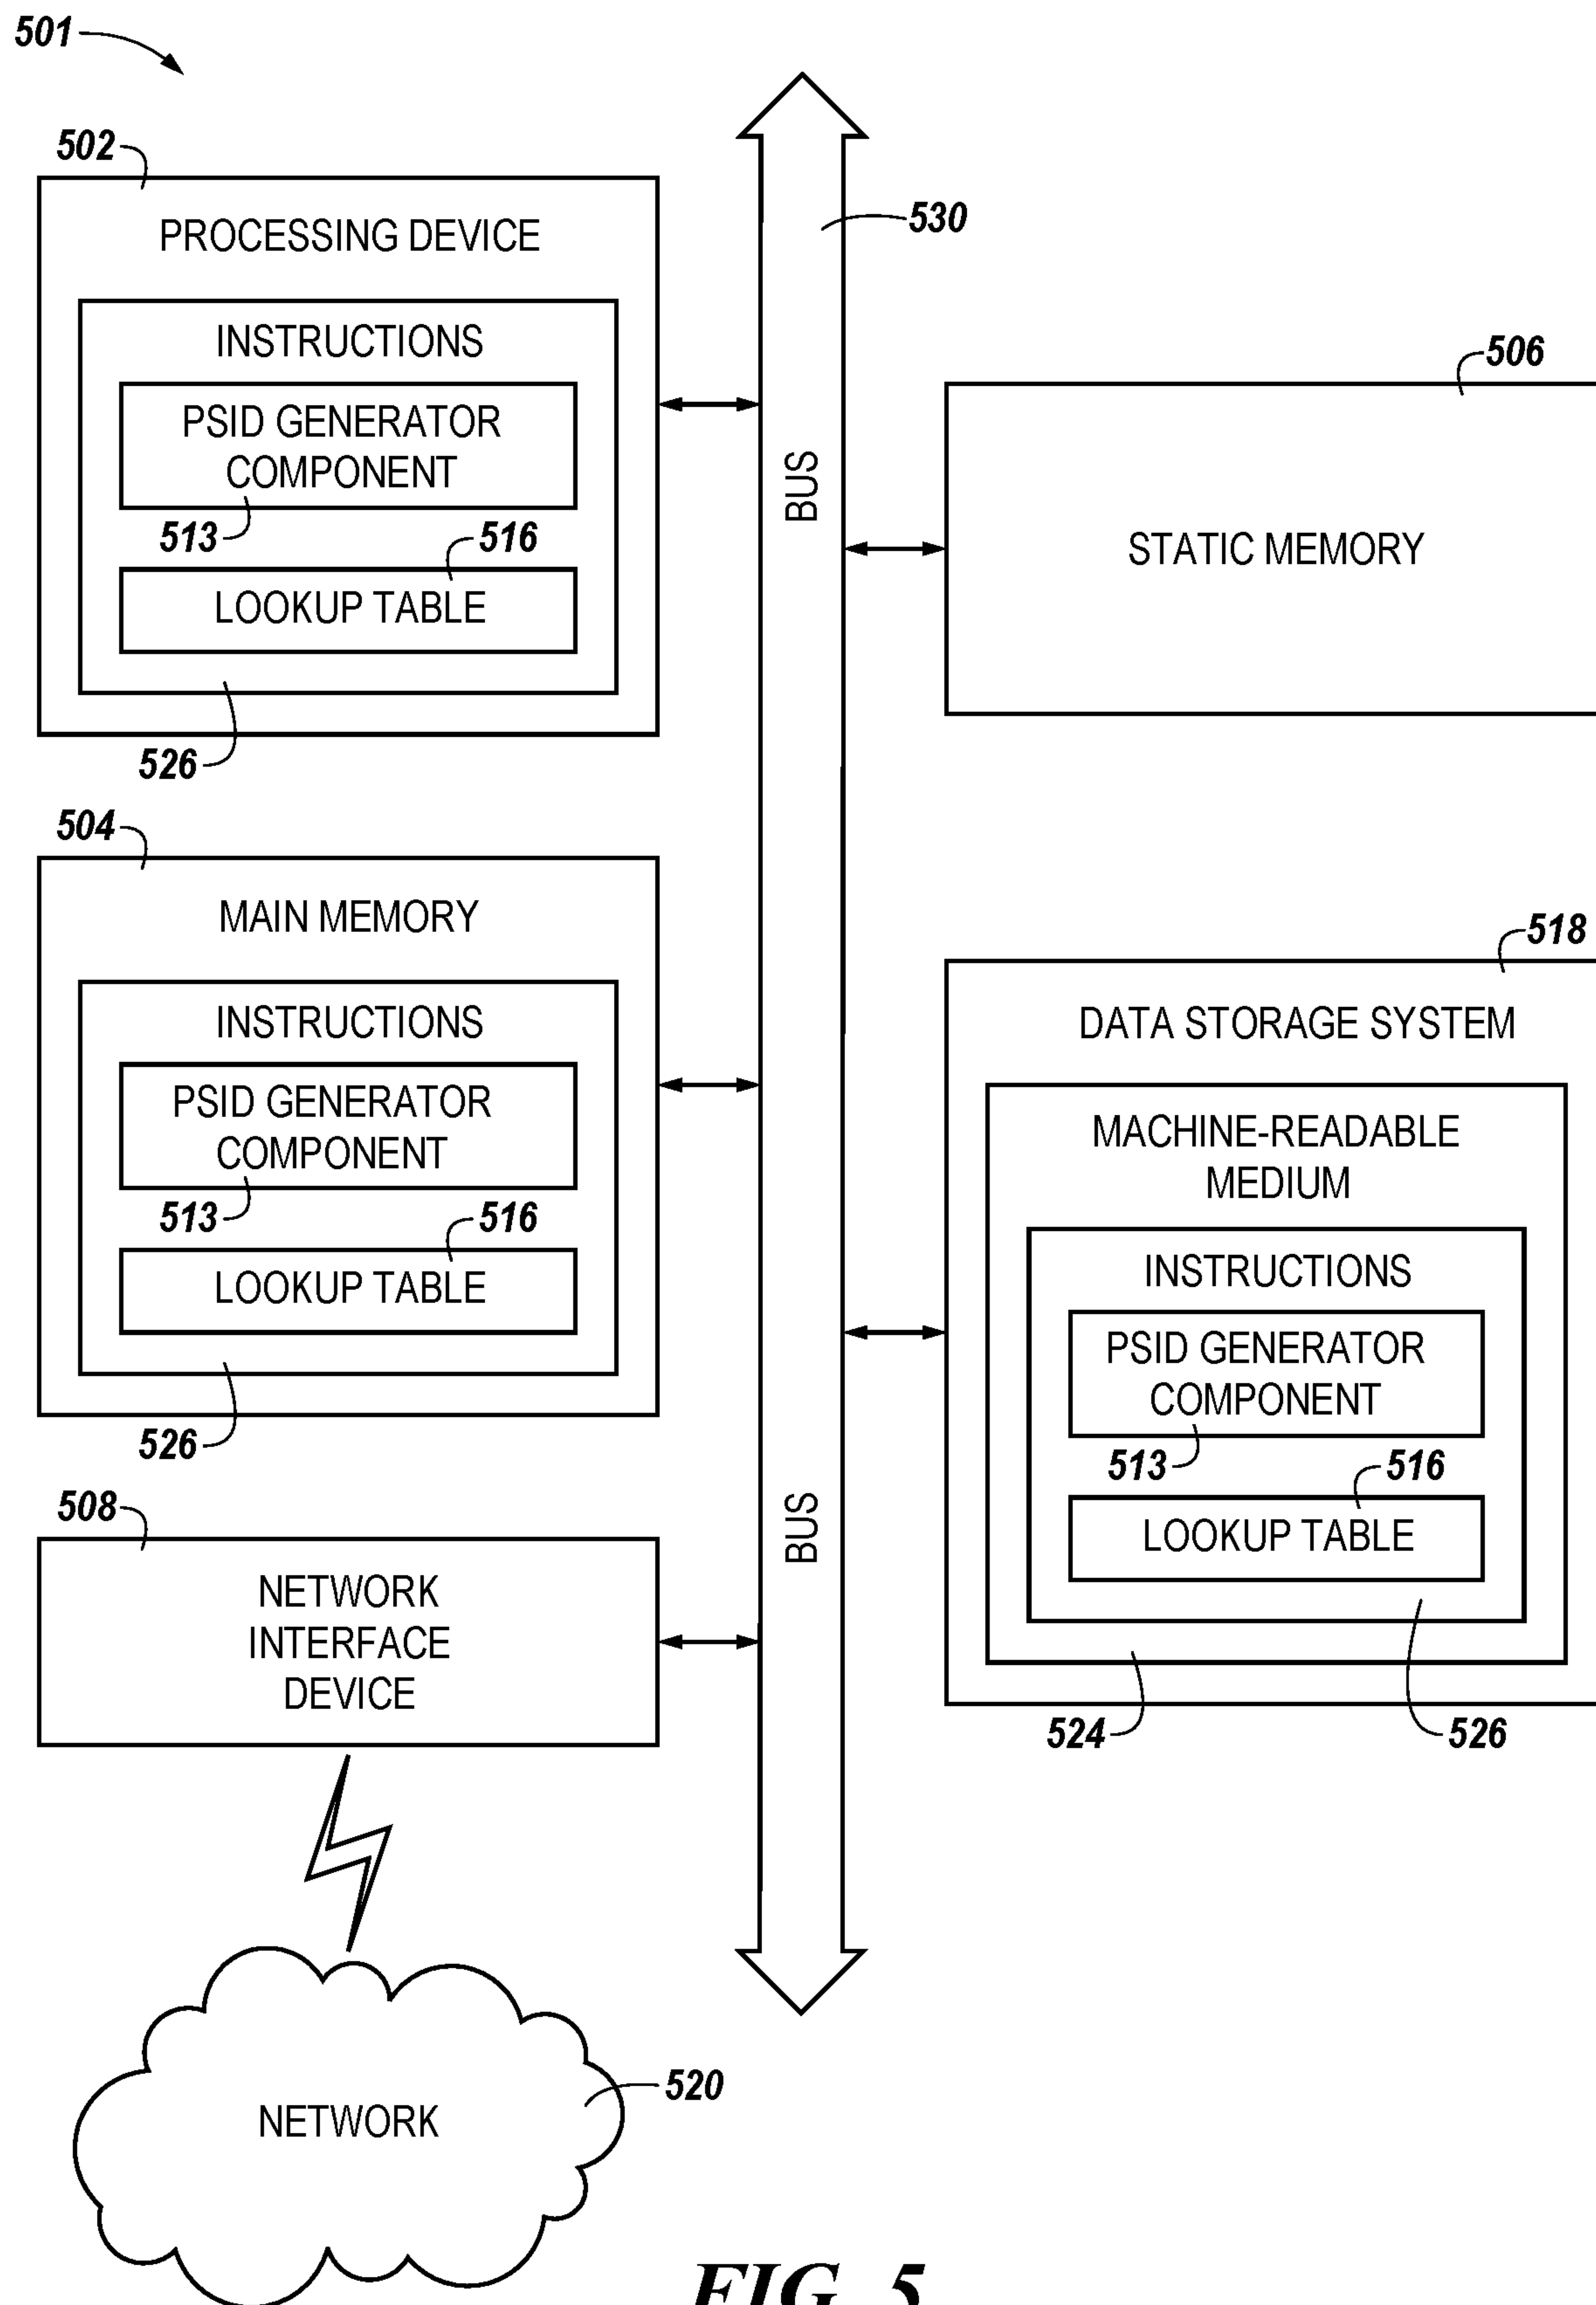 501
502
PROCESSING DEVICE
INSTRUCTIONS
PSID GENERATOR
COMPONENT
513
516
LOOKUP TABLE
526
504
MAIN MEMORY
INSTRUCTIONS
PSID GENERATOR
COMPONENT
513
516
LOOKUP TABLE
526
508
NETWORK
INTERFACE
DEVICE
NETWORK
520
530
BUS
BUS
506
STATIC MEMORY
518
DATA STORAGE SYSTEM
MACHINE-READABLE
MEDIUM
INSTRUCTIONS
PSID GENERATOR
COMPONENT
513
516
LOOKUP TABLE
524
526
FIG. 5